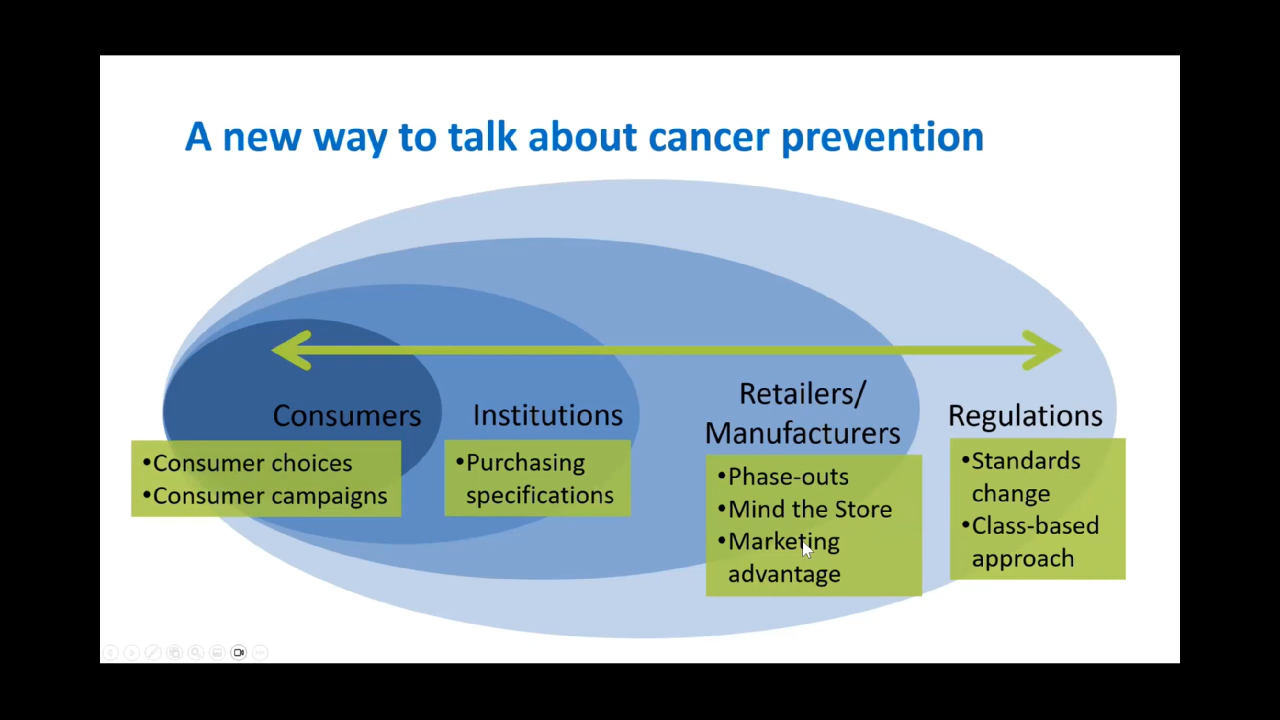 A new way to talk about cancer prevention
Consumers
•Consumer choices
•Consumer campaigns
Institutions
•Purchasing
specifications
Retailers/
Manufacturers
•Phase-outs
•Mind the Store
•Marketing
advantage
Regulations
•Standards
change
•Class-based
approach